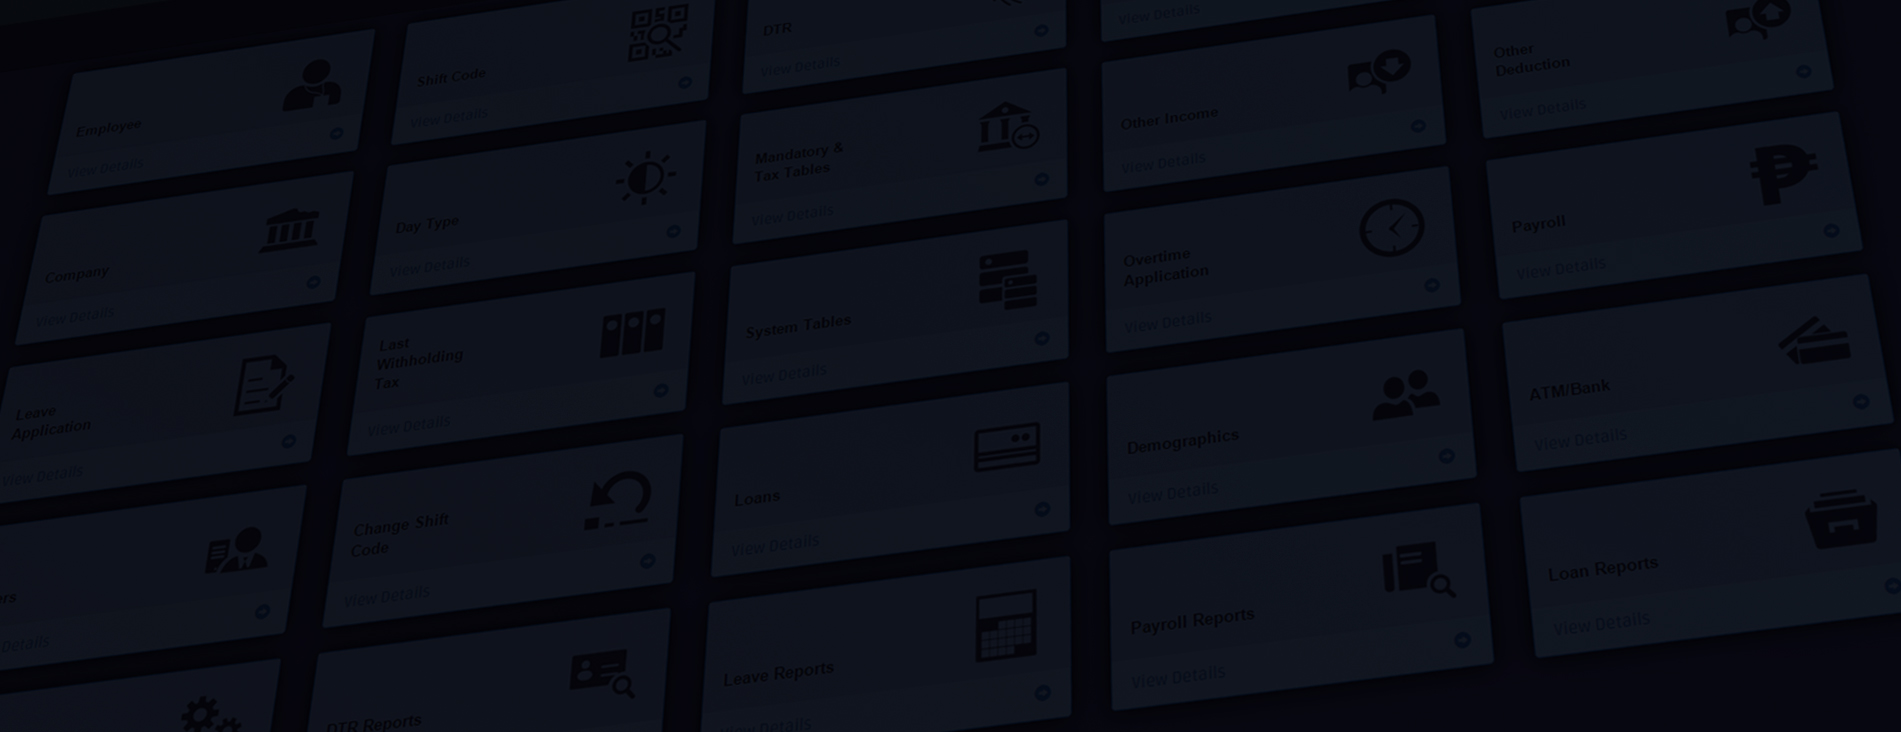 Employee
View Details
Shift Code
View Details
DTR
View Details
View Details
Other
Deduction
View Details
Company
View Details
Day Type
View Details
Mandatory &
Tax Tables
View Details
Other Income
View Details
Payroll
View Details
Leave
Application
View Details
Last
Withholding
Tax
View Details
System Tables
View Details
Overtime
Application
View Details
ATM/Bank
View Details
rs
Details
Change Shift
Code
View Details
Loans
View Details
Demographics
View Details
Loan Reports
View Details
DTR Reports
Leave Reports
View Details
Payroll Reports
View Details